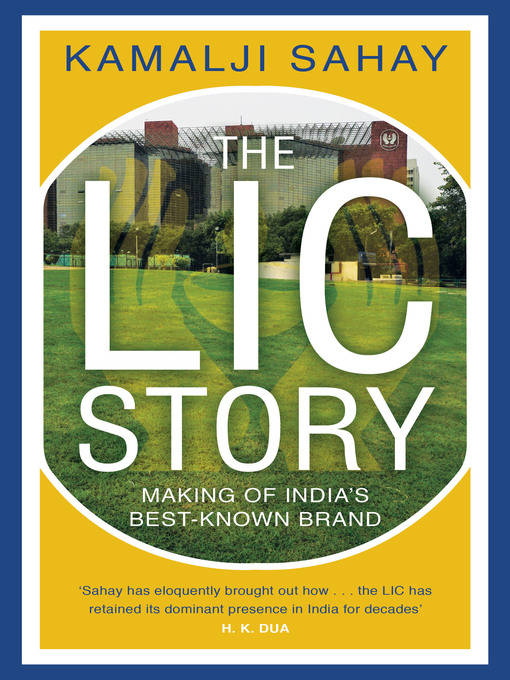 KAMALJI SAHAY
THE
LIC
STORY
MAKING OF INDIA'S
BEST-KNOWN BRAND
‘Sahay has eloquently brought out how . . . the LIC has
retained its dominant presence in India for decades’
H. K. DUA